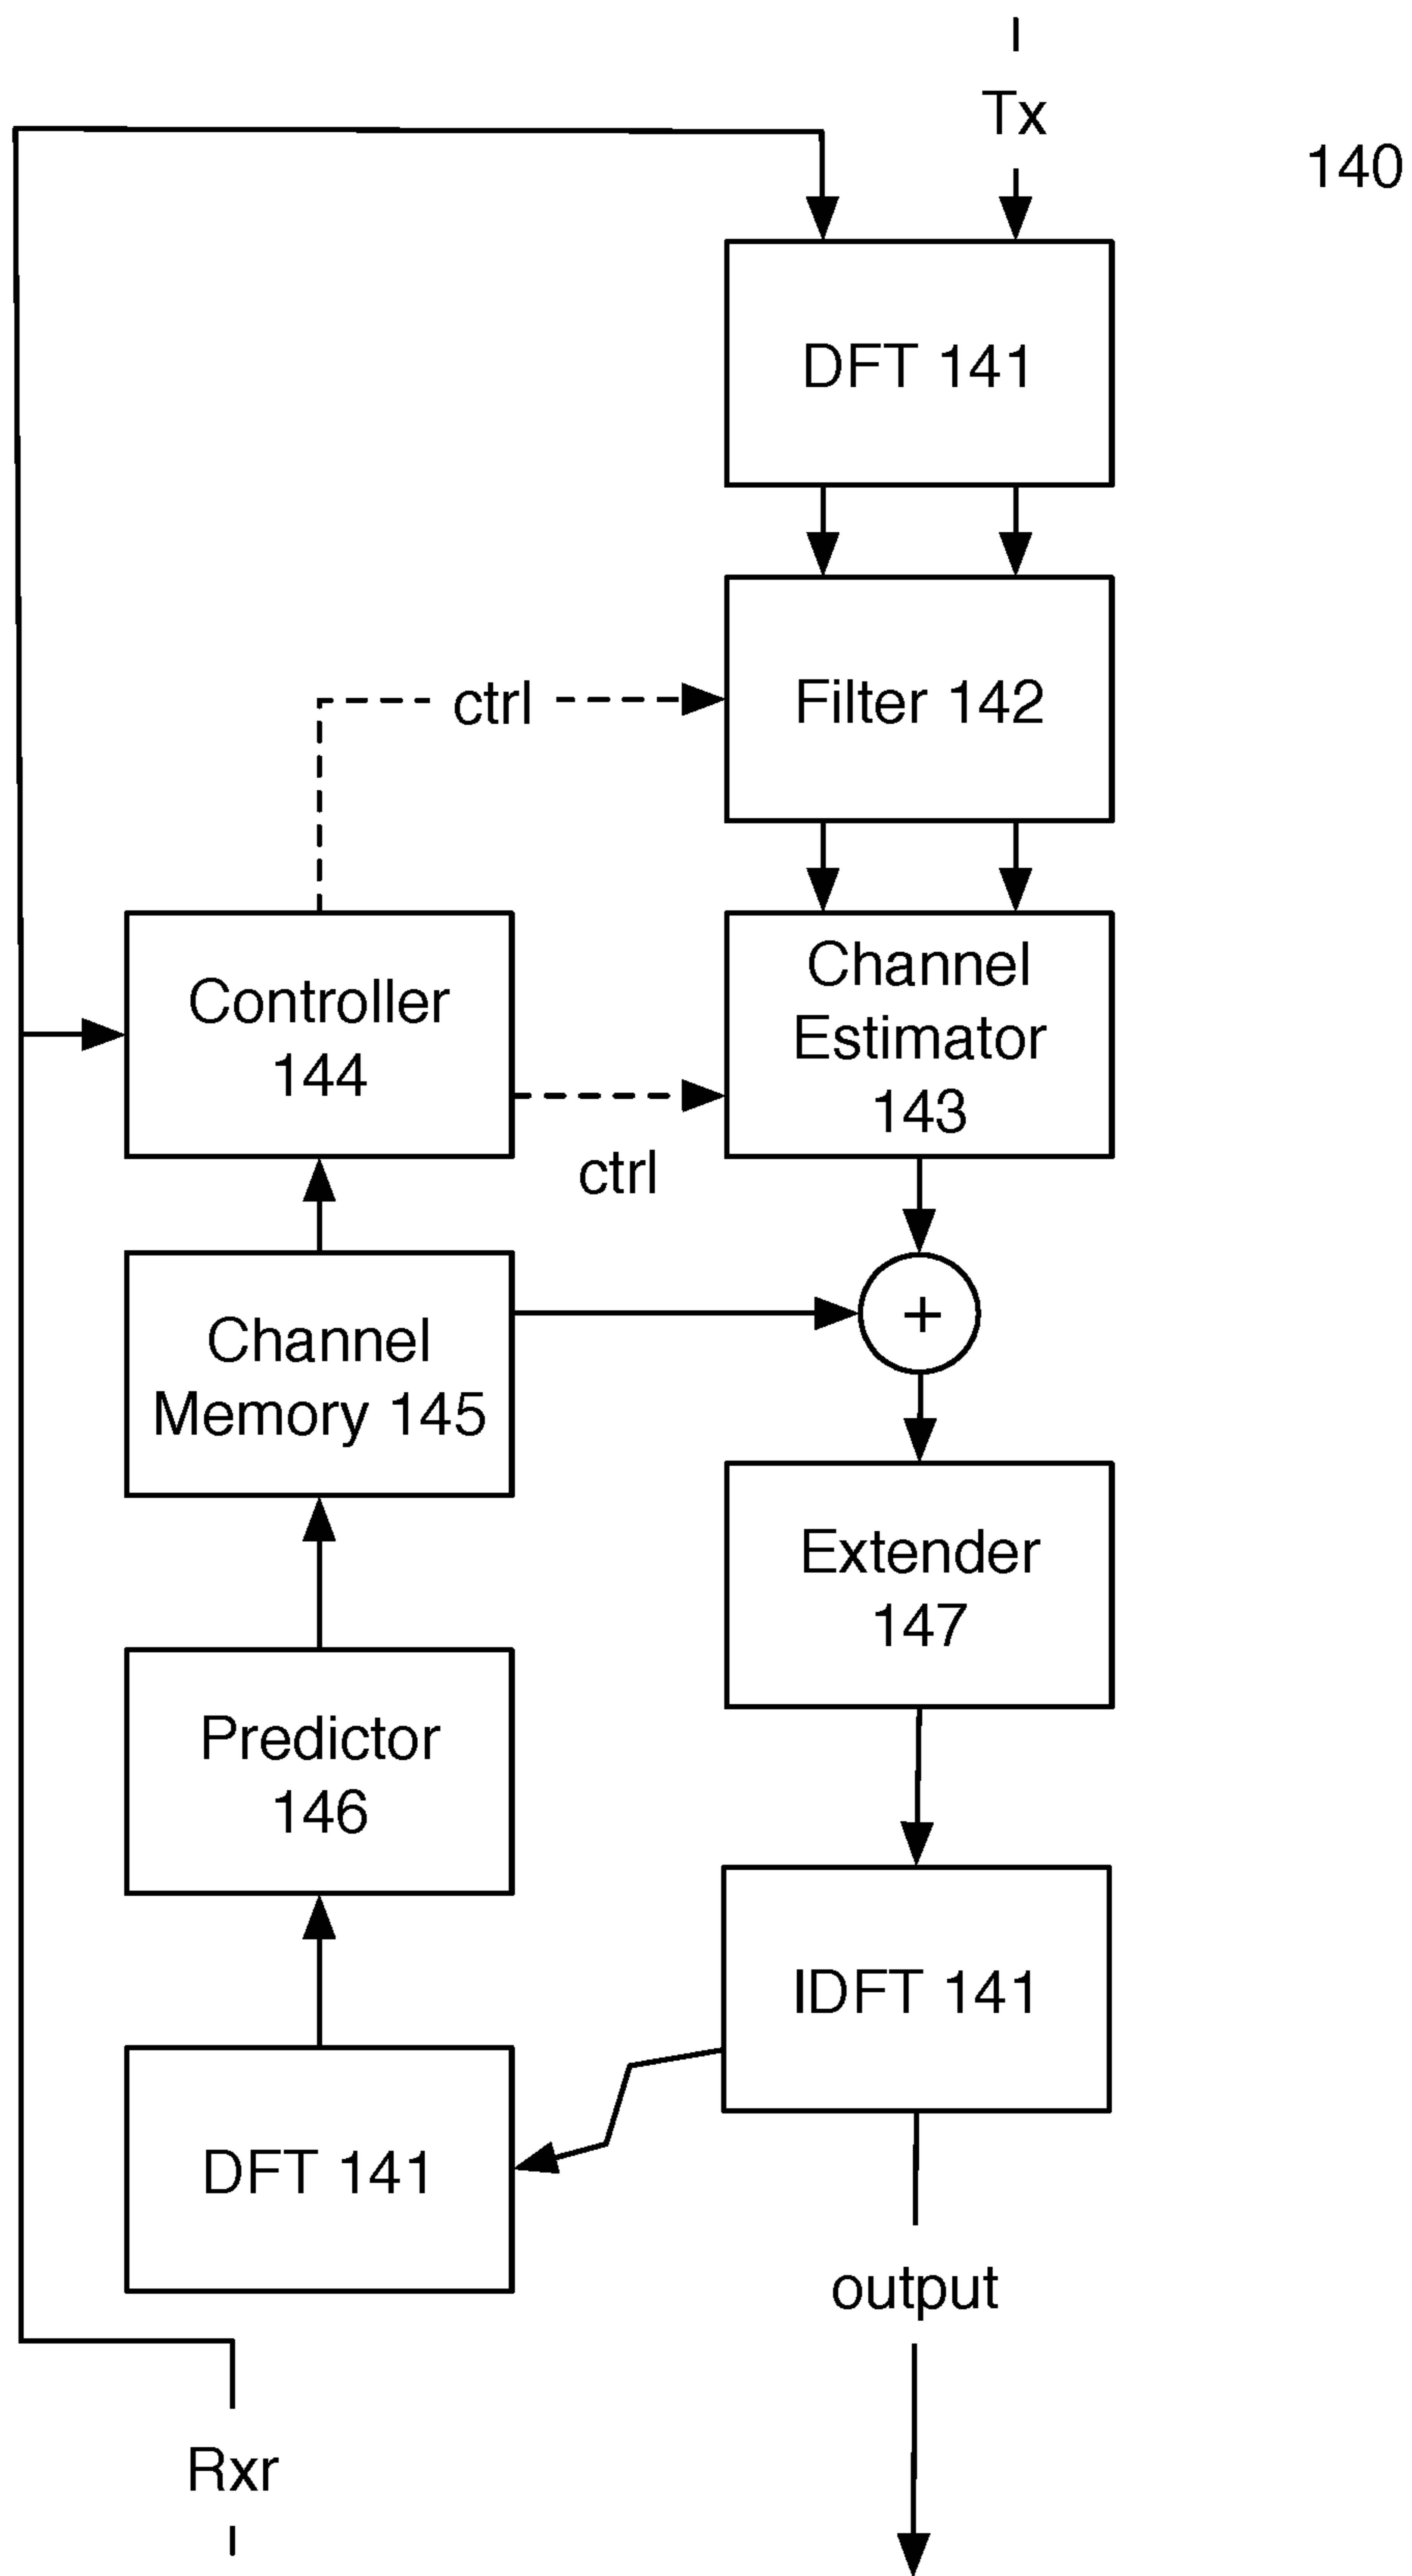 Tx
140
DFT 141
ctrl
Filter 142
Controller
144
Channel
Estimator
143
ctrl
Channel
Memory 145
+
Extender
147
Predictor
146
IDFT 141
DFT 141
output
Rxr